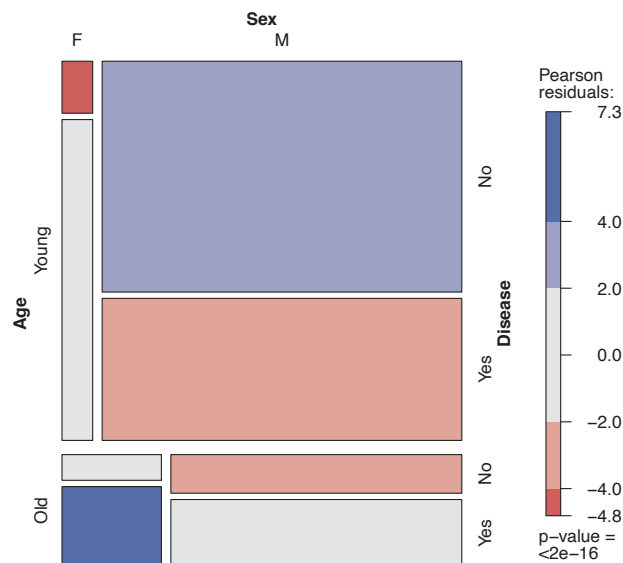 Sex
F
M
Pearson
residuals:
7.3
4.0
2.0
0.0
−2.0
−4.0
−4.8
p−value =
<2e−16
Age
Young
Old
Disease
No
Yes
No
Yes